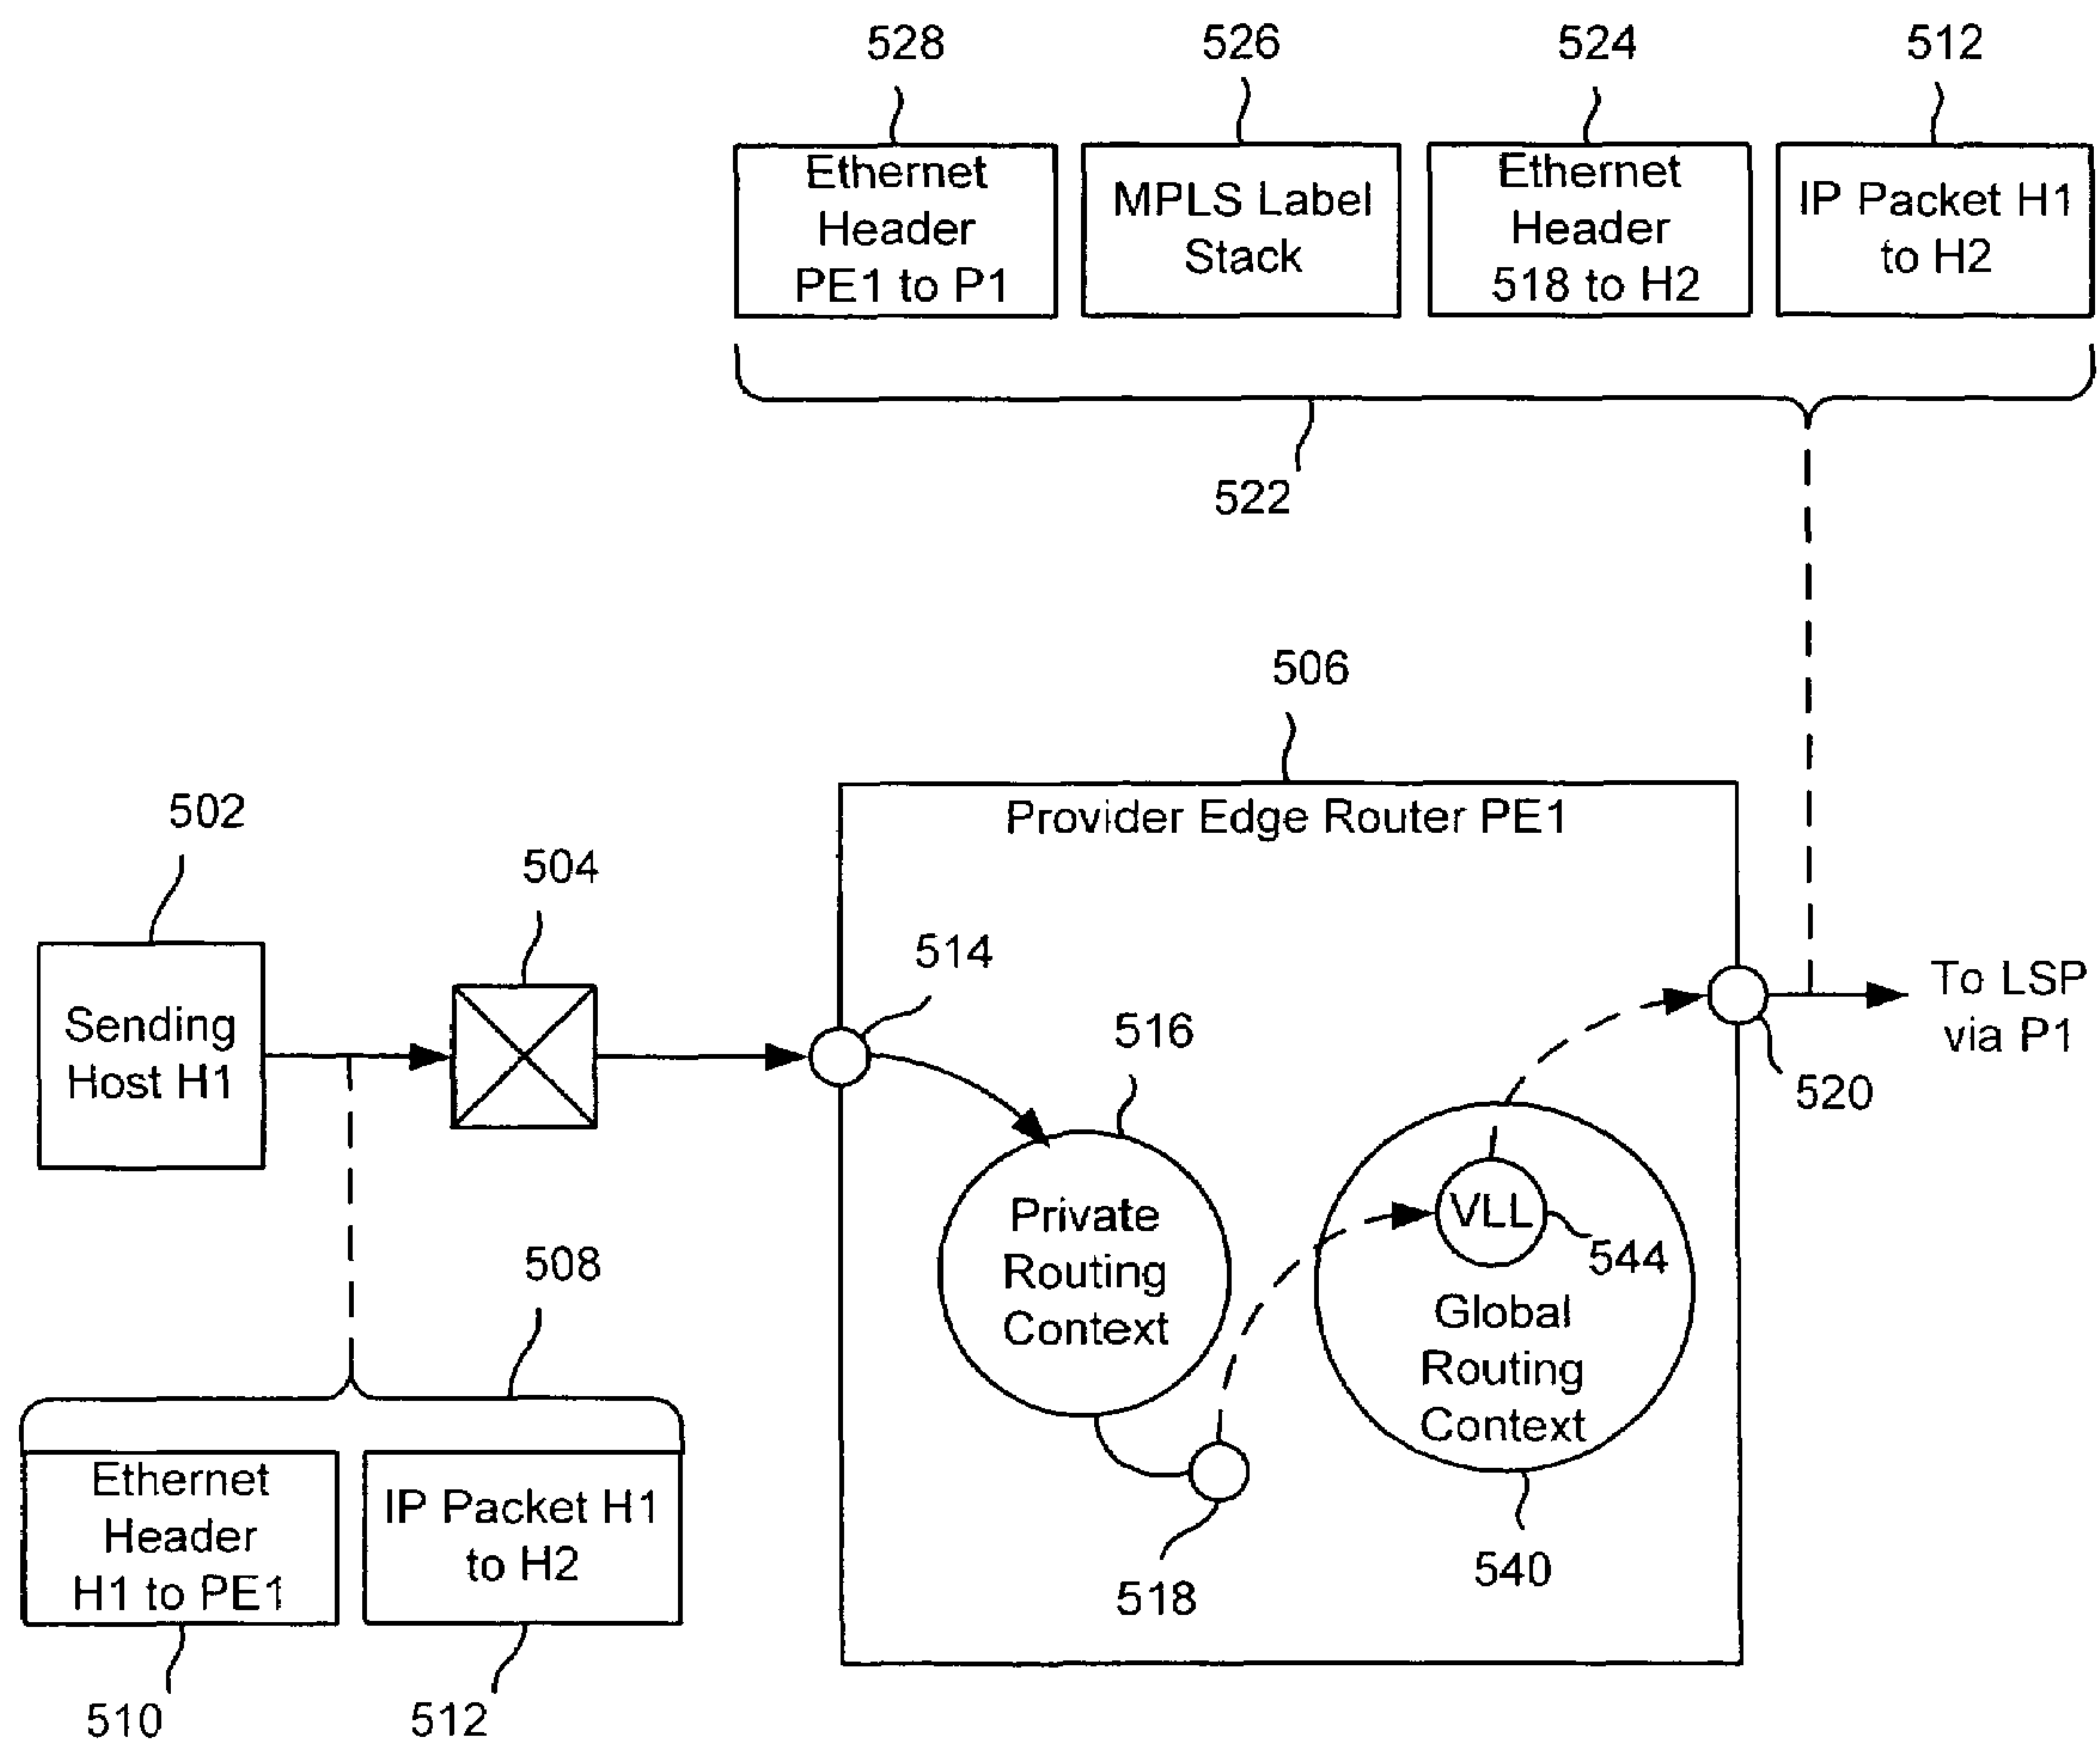 528
526
524
512
Ethernet
Header
PE1 to P1
MPLS Label
Stack
Ethernet
Header
518 to H2
IP Packet H1
to H2
522
506
Provider Edge Router PE1
502
504
514
516
Sending
Host H1
To LSP
via P1
520
Private
Routing
Context
VLL
544
Global
Routing
Context
508
518
540
Ethernet
Header
H1 to PE1
IP Packet H1
to H2
510
512